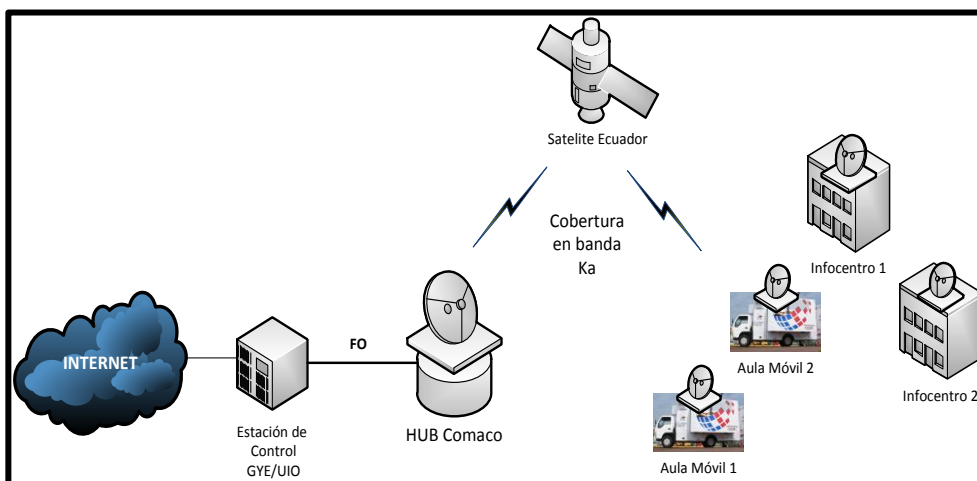 Satelite Ecuador
Cobertura
en banda
Ka
Infocentro 1
INTERNET
FO
Aula Móvil 2
Infocentro 2
Estación de
Control
GYE/UIO
HUB Comaco
Aula Móvil 1